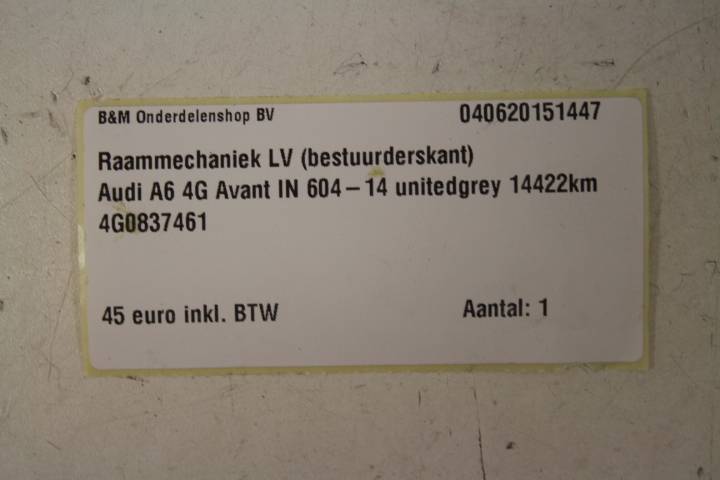 B&M Onderdelenshop BV 040620151447
Raammechaniek LV (bestuurderskant)
Audi A6 4G Avant IN 604-14 unitedgrey 14422km
4G0837461
45 euro inkl. BTW Aantal: 1